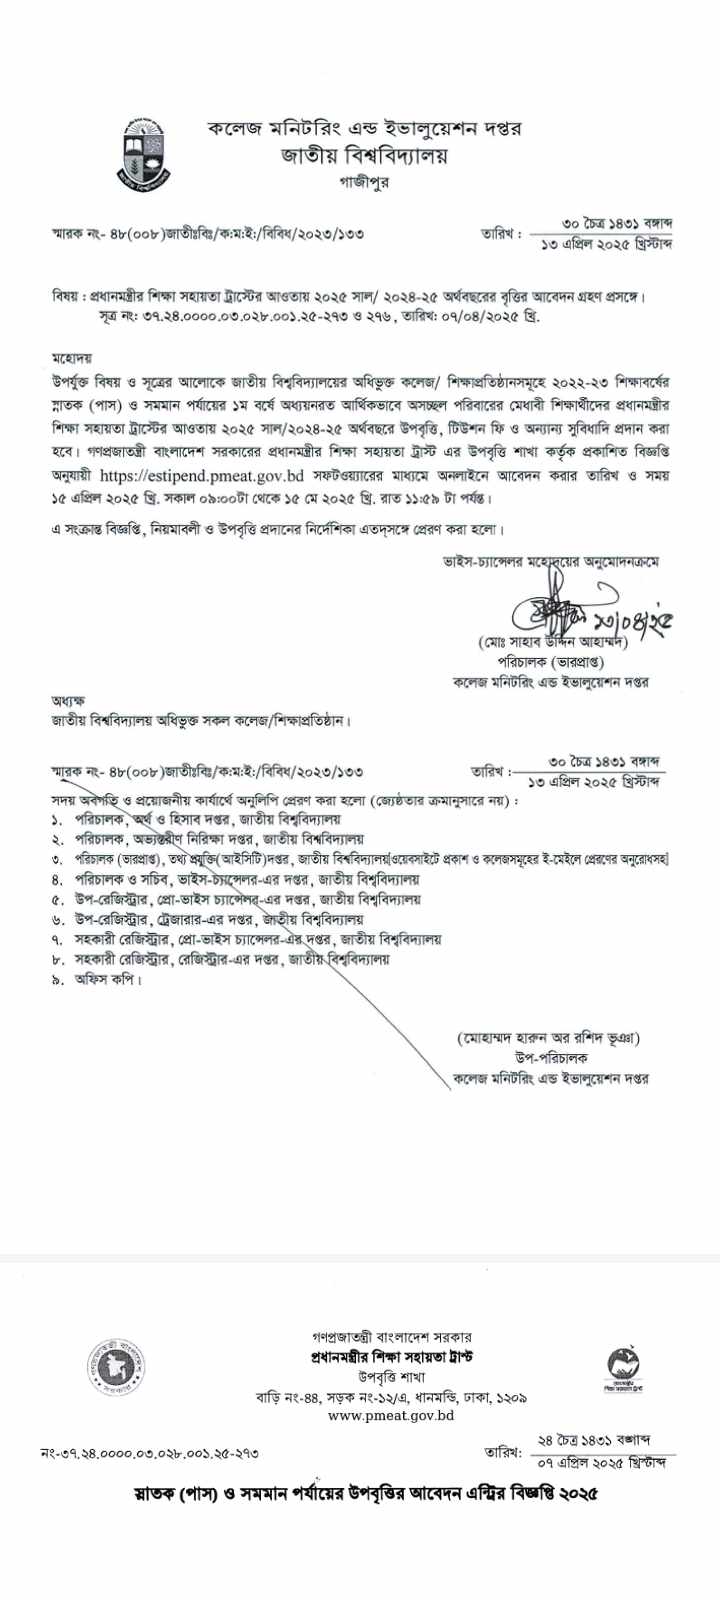 কলেজ মনিটরিং এন্ড ইভালুয়েশন দপ্তর
জাতীয় বিশ্ববিদ্যালয়
গাজীপুর
স্মারক নং- ৪৮(০০৮)জাতীঃবিঃ/ক:ম:ই:/বিবিধ/২০২৩/১৩৩
তারিখ : ৩০ চৈত্র ১৪৩১ বঙ্গাব্দ
১৩ এপ্রিল ২০২৫ খ্রিস্টাব্দ
বিষয় : প্রধানমন্ত্রীর শিক্ষা সহায়তা ট্রাস্টের আওতায় ২০২৫ সাল/ ২০২৪-২৫ অর্থবছরের বৃত্তির আবেদন গ্রহণ প্রসঙ্গে।
সূত্র নং: ৩৭.২৪.০০০০.০৩.০২৮.০০১.২৫-২৭৩ ও ২৭৬, তারিখ: ০৭/০৪/২০২৫ খ্রি.
মহোদয়
উপর্যুক্ত বিষয় ও সূত্রের আলোকে জাতীয় বিশ্ববিদ্যালয়ের অধিভুক্ত কলেজ/ শিক্ষাপ্রতিষ্ঠানসমূহে ২০২২-২৩ শিক্ষাবর্ষের
স্নাতক (পাস) ও সমমান পর্যায়ের ১ম বর্ষে অধ্যয়নরত আর্থিকভাবে অসচ্ছল পরিবারের মেধাবী শিক্ষার্থীদের প্রধানমন্ত্রীর
শিক্ষা সহায়তা ট্রাস্টের আওতায় ২০২৫ সাল/২০২৪-২৫ অর্থবছরে উপবৃত্তি, টিউশন ফি ও অন্যান্য সুবিধাদি প্রদান করা
হবে। গণপ্রজাতন্ত্রী বাংলাদেশ সরকারের প্রধানমন্ত্রীর শিক্ষা সহায়তা ট্রাস্ট এর উপবৃত্তি শাখা কর্তৃক প্রকাশিত বিজ্ঞপ্তি
অনুযায়ী https://estipend.pmeat.gov.bd সফটওয়্যারের মাধ্যমে অনলাইনে আবেদন করার তারিখ ও সময়
১৫ এপ্রিল ২০২৫ খ্রি. সকাল ০৯:০০টা থেকে ১৫ মে ২০২৫ খ্রি. রাত ১১:৫৯ টা পর্যন্ত।
এ সংক্রান্ত বিজ্ঞপ্তি, নিয়মাবলী ও উপবৃত্তি প্রদানের নির্দেশিকা এতদ্‌সঙ্গে প্রেরণ করা হলো।
ভাইস-চ্যান্সেলর মহোদয়ের অনুমোদনক্রমে
১৩/০৪/২৫
(মোঃ সাহাব উদ্দিন আহাম্মদ)
পরিচালক (ভারপ্রাপ্ত)
কলেজ মনিটরিং এন্ড ইভালুয়েশন দপ্তর
অধ্যক্ষ
জাতীয় বিশ্ববিদ্যালয় অধিভুক্ত সকল কলেজ/শিক্ষাপ্রতিষ্ঠান।
স্মারক নং- ৪৮(০০৮)জাতীঃবিঃ/ক:ম:ই:/বিবিধ/২০২৩/১৩৩
তারিখ : ৩০ চৈত্র ১৪৩১ বঙ্গাব্দ
১৩ এপ্রিল ২০২৫ খ্রিস্টাব্দ
সদয় অবগতি ও প্রয়োজনীয় কার্যার্থে অনুলিপি প্রেরণ করা হলো (জ্যেষ্ঠতার ক্রমানুসারে নয়) :
১. পরিচালক, অর্থ ও হিসাব দপ্তর, জাতীয় বিশ্ববিদ্যালয়
২. পরিচালক, অভ্যন্তরীণ নিরিক্ষা দপ্তর, জাতীয় বিশ্ববিদ্যালয়
৩. পরিচালক (ভারপ্রাপ্ত), তথ্য প্রযুক্তি(আইসিটি)দপ্তর, জাতীয় বিশ্ববিদ্যালয়[ওয়েবসাইটে প্রকাশ ও কলেজসমূহের ই-মেইলে প্রেরণের অনুরোধসহ]
৪. পরিচালক ও সচিব, ভাইস-চ্যান্সেলর-এর দপ্তর, জাতীয় বিশ্ববিদ্যালয়
৫. উপ-রেজিস্ট্রার, প্রো-ভাইস চ্যান্সেলর-এর দপ্তর, জাতীয় বিশ্ববিদ্যালয়
৬. উপ-রেজিস্ট্রার, ট্রেজারার-এর দপ্তর, জাতীয় বিশ্ববিদ্যালয়
৭. সহকারী রেজিস্ট্রার, প্রো-ভাইস চ্যান্সেলর-এর দপ্তর, জাতীয় বিশ্ববিদ্যালয়
৮. সহকারী রেজিস্ট্রার, রেজিস্ট্রার-এর দপ্তর, জাতীয় বিশ্ববিদ্যালয়
৯. অফিস কপি।
(মোহাম্মদ হারুন অর রশিদ ভূঞা)
উপ-পরিচালক
কলেজ মনিটরিং এন্ড ইভালুয়েশন দপ্তর
গণপ্রজাতন্ত্রী বাংলাদেশ সরকার
প্রধানমন্ত্রীর শিক্ষা সহায়তা ট্রাস্ট
উপবৃত্তি শাখা
বাড়ি নং-৪৪, সড়ক নং-১২/এ, ধানমন্ডি, ঢাকা, ১২০৯
www.pmeat.gov.bd
নং-৩৭.২৪.০০০০.০৩.০২৮.০০১.২৫-২৭৩
তারিখ: ২৪ চৈত্র ১৪৩১ বঙ্গাব্দ
০৭ এপ্রিল ২০২৫ খ্রিস্টাব্দ
স্নাতক (পাস) ও সমমান পর্যায়ের উপবৃত্তির আবেদন এন্ট্রির বিজ্ঞপ্তি ২০২৫